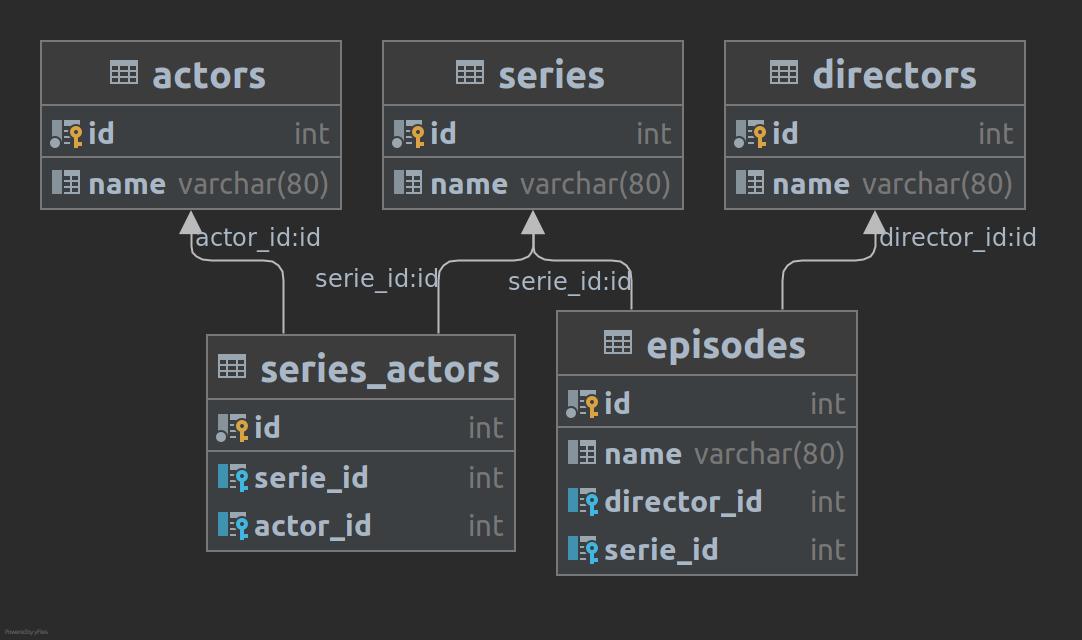 actors
id int
name varchar(80)
series
id int
name varchar(80)
directors
id int
name varchar(80)
actor_id:id
serie_id:id
serie_id:id
director_id:id
series_actors
id int
serie_id int
actor_id int
episodes
id int
name varchar(80)
director_id int
serie_id int
Powered by yFiles